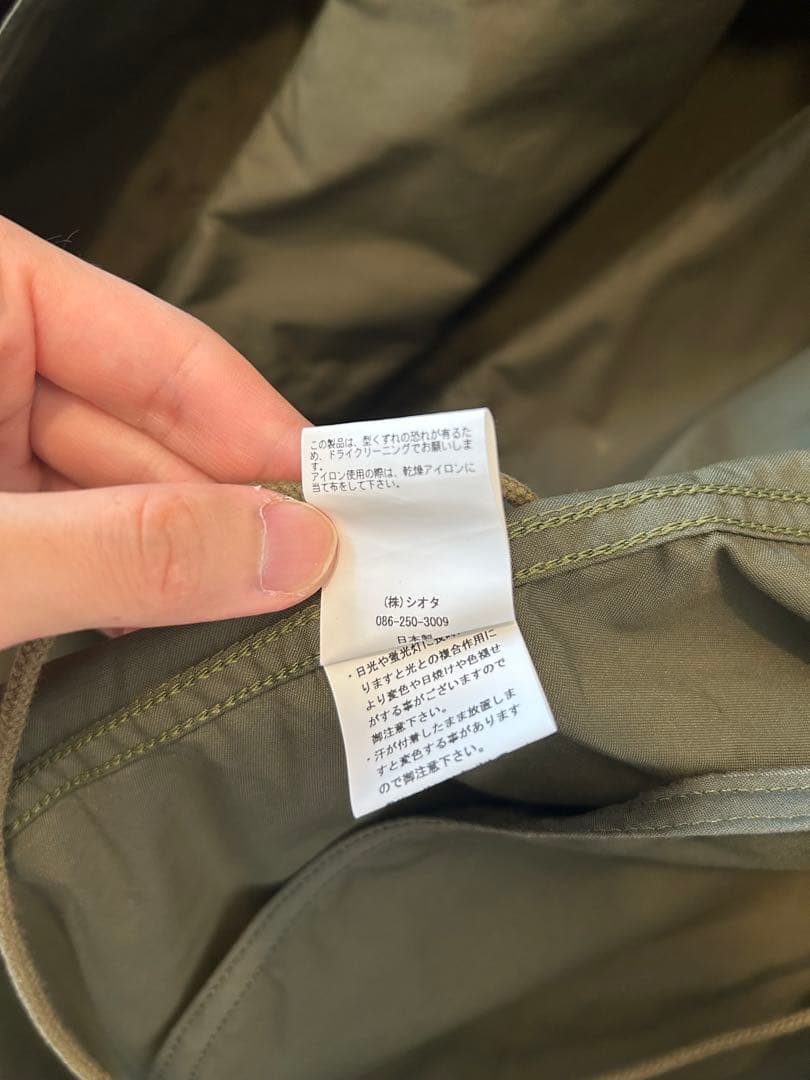 この製品は、型くずれの恐れが有るた
め、ドライクリーニングでお願いしま
す。
アイロン使用の際は、乾燥アイロンに
当て布をして下さい。
(株)シオタ
086-250-3009
日本製
・日光や蛍光灯に長時
りますと光との複合作用に
より変色や日焼けや色褪せ
がする事がございますので
御注意下さい。
・汗が付着したまま放置しま
すと変色する事があります
ので御注意下さい。